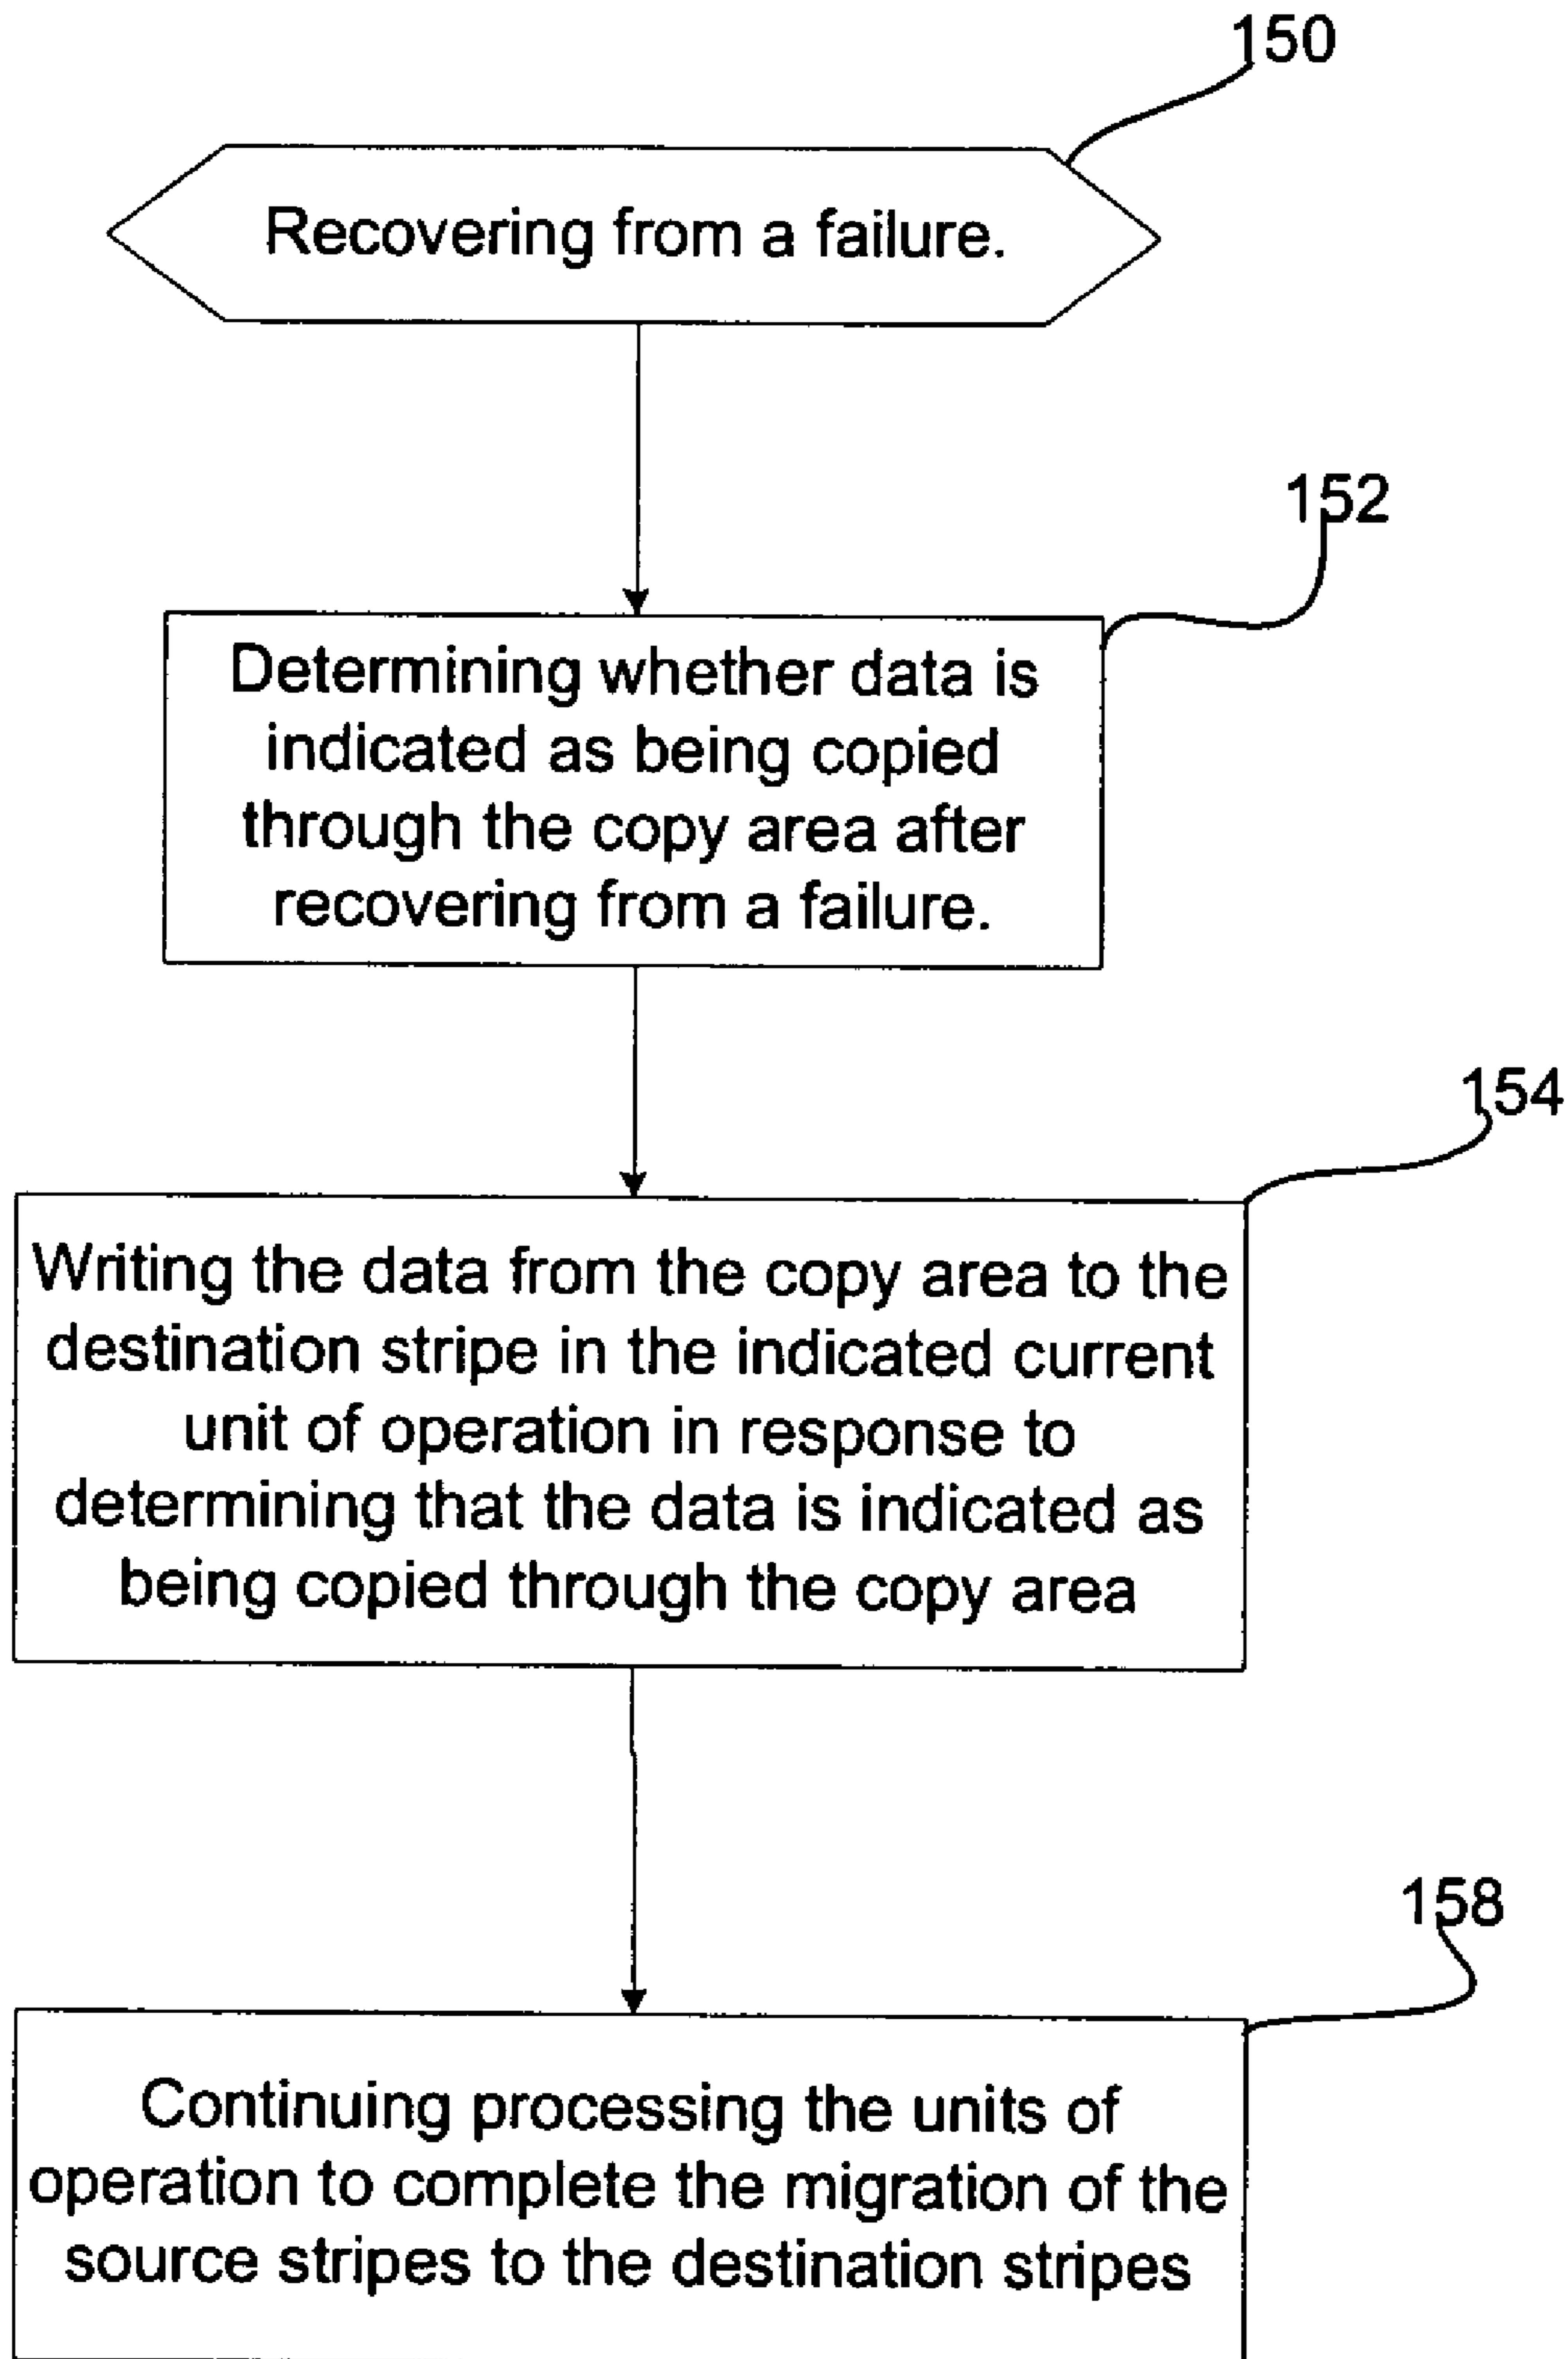 150
Recovering from a failure.
152
Determining whether data is
indicated as being copied
through the copy area after
recovering from a failure.
154
Writing the data from the copy area to the
destination stripe in the indicated current
unit of operation in response to
determining that the data is indicated as
being copied through the copy area
158
Continuing processing the units of
operation to complete the migration of the
source stripes to the destination stripes